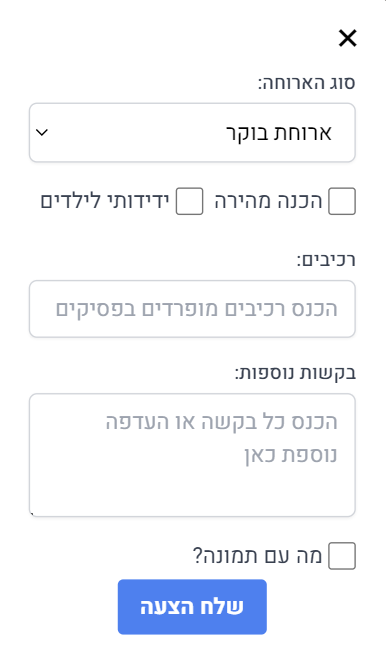 סוג הארוחה:
ארוחת בוקר
הכנה מהירה ידידותי לילדים
רכיבים:
הכנס רכיבים מופרדים בפסיקים
בקשות נוספות:
הכנס כל בקשה או העדפה
נוספת כאן
מה עם תמונה?
שלח הצעה